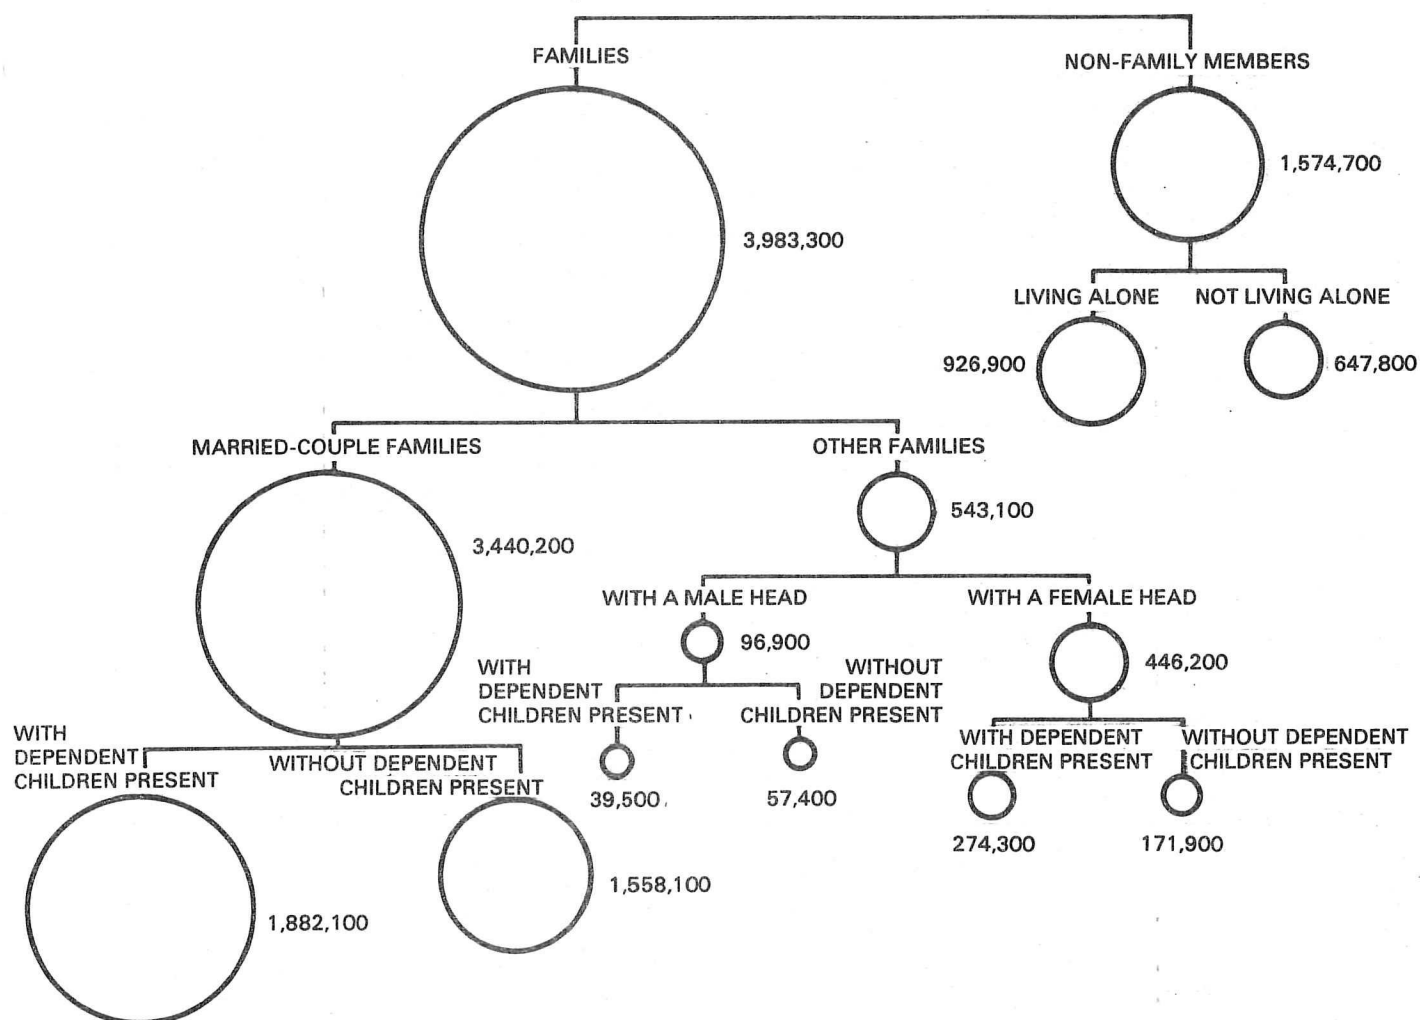 FAMILIES
NON-FAMILY MEMBERS
1,574,700
3,983,300
LIVING ALONE
NOT LIVING ALONE
926,900
647,800
MARRIED-COUPLE FAMILIES
OTHER FAMILIES
543,100
3,440,200
WITH A MALE HEAD
WITH A FEMALE HEAD
96,900
446,200
WITH
DEPENDENT
CHILDREN PRESENT
WITHOUT
DEPENDENT
CHILDREN PRESENT
39,500
57,400
WITH DEPENDENT
CHILDREN PRESENT
WITHOUT DEPENDENT
CHILDREN PRESENT
274,300
171,900
WITH
DEPENDENT
CHILDREN PRESENT
WITHOUT DEPENDENT
CHILDREN PRESENT
1,882,100
1,558,100